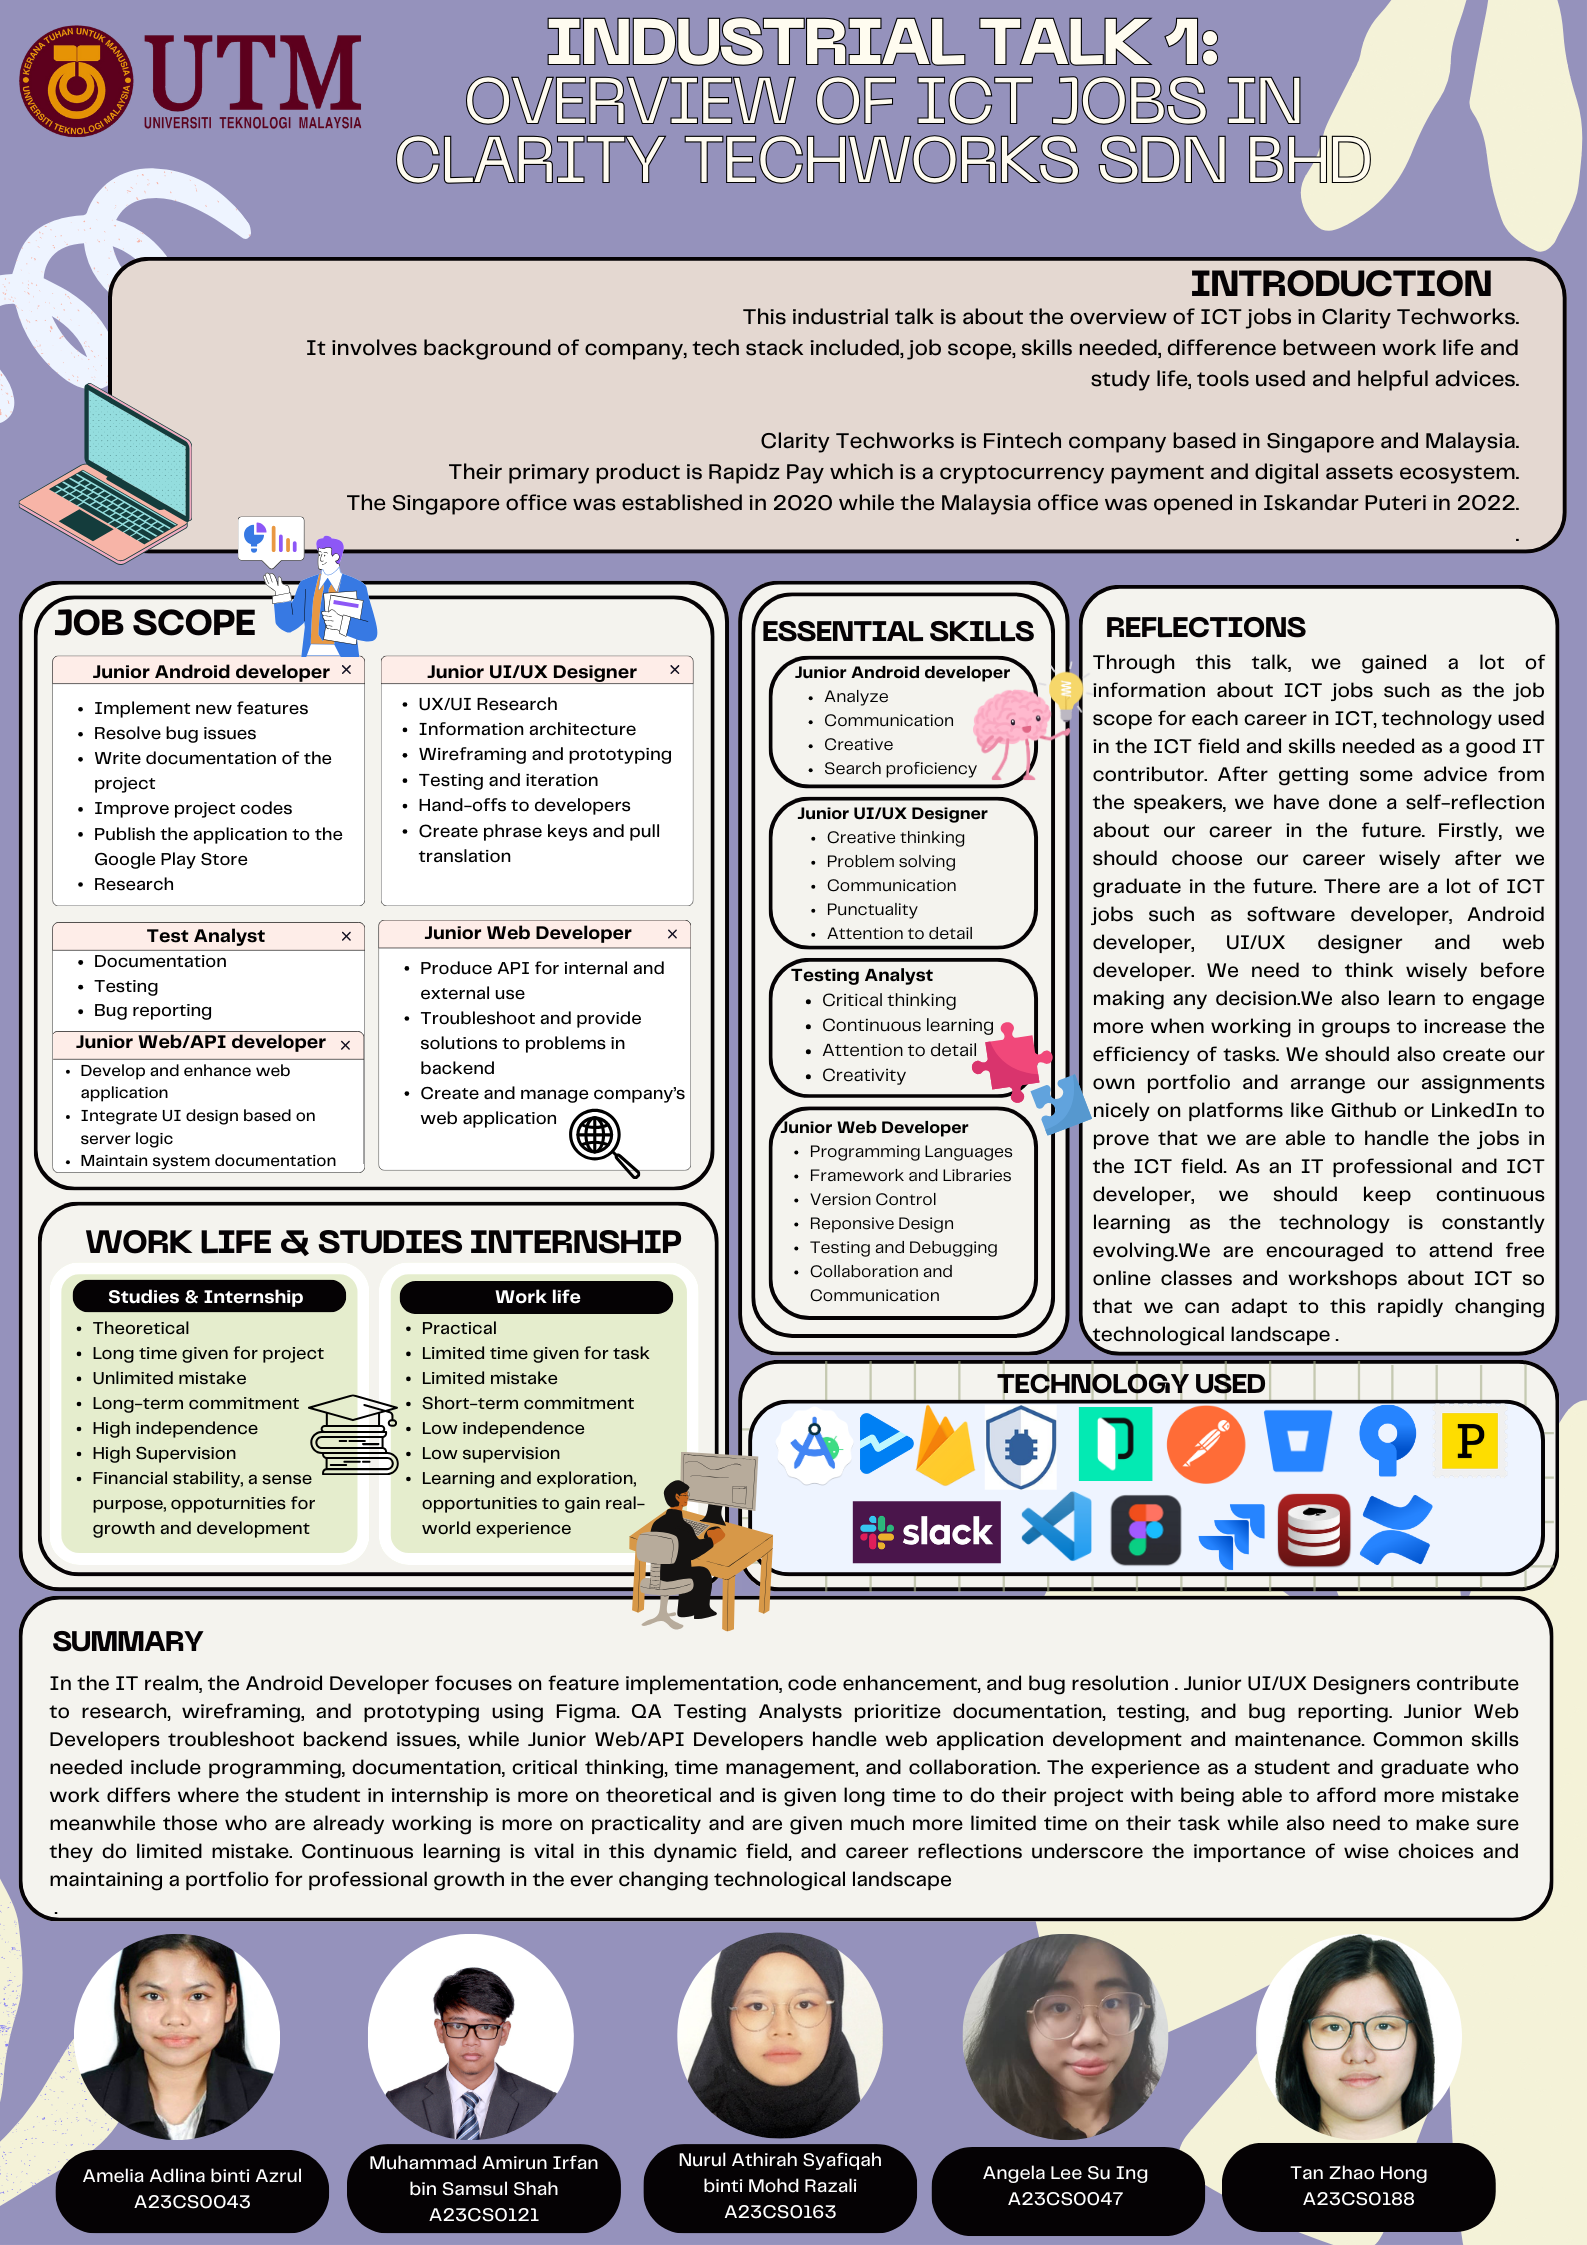 KERANA TUHAN UNTUK MANUSIA
UNIVERSITI TEKNOLOGI MALAYSIA
UTM
UNIVERSITI TEKNOLOGI MALAYSIA
INDUSTRIAL TALK 1:
OVERVIEW OF ICT JOBS IN
CLARITY TECHWORKS SDN BHD
INTRODUCTION
This industrial talk is about the overview of ICT jobs in Clarity Techworks.
It involves background of company, tech stack included, job scope, skills needed, difference between work life and
study life, tools used and helpful advices.
Clarity Techworks is Fintech company based in Singapore and Malaysia.
Their primary product is Rapidz Pay which is a cryptocurrency payment and digital assets ecosystem.
The Singapore office was established in 2020 while the Malaysia office was opened in Iskandar Puteri in 2022.
.
JOB SCOPE
Junior Android developer ×
• Implement new features
• Resolve bug issues
• Write documentation of the
project
• Improve project codes
• Publish the application to the
Google Play Store
• Research
Junior UI/UX Designer ×
• UX/UI Research
• Information architecture
• Wireframing and prototyping
• Testing and iteration
• Hand-offs to developers
• Create phrase keys and pull
translation
Test Analyst ×
• Documentation
• Testing
• Bug reporting
Junior Web/API developer ×
• Develop and enhance web
application
• Integrate UI design based on
server logic
• Maintain system documentation
Junior Web Developer ×
• Produce API for internal and
external use
• Troubleshoot and provide
solutions to problems in
backend
• Create and manage company's
web application
WORK LIFE & STUDIES INTERNSHIP
Studies & Internship
• Theoretical
• Long time given for project
• Unlimited mistake
• Long-term commitment
• High independence
• High Supervision
• Financial stability, a sense
purpose, oppoturnities for
growth and development
Work life
• Practical
• Limited time given for task
• Limited mistake
• Short-term commitment
• Low independence
• Low supervision
• Learning and exploration,
opportunities to gain real-
world experience
ESSENTIAL SKILLS
Junior Android developer
• Analyze
• Communication
• Creative
• Search proficiency
Junior UI/UX Designer
• Creative thinking
• Problem solving
• Communication
• Punctuality
• Attention to detail
Testing Analyst
• Critical thinking
• Continuous learning
• Attention to detail
• Creativity
Junior Web Developer
• Programming Languages
• Framework and Libraries
• Version Control
• Reponsive Design
• Testing and Debugging
• Collaboration and
Communication
REFLECTIONS
Through this talk, we gained a lot of
information about ICT jobs such as the job
scope for each career in ICT, technology used
in the ICT field and skills needed as a good IT
contributor. After getting some advice from
the speakers, we have done a self-reflection
about our career in the future. Firstly, we
should choose our career wisely after we
graduate in the future. There are a lot of ICT
jobs such as software developer, Android
developer, UI/UX designer and web
developer. We need to think wisely before
making any decision.We also learn to engage
more when working in groups to increase the
efficiency of tasks. We should also create our
own portfolio and arrange our assignments
nicely on platforms like Github or LinkedIn to
prove that we are able to handle the jobs in
the ICT field. As an IT professional and ICT
developer, we should keep continuous
learning as the technology is constantly
evolving.We are encouraged to attend free
online classes and workshops about ICT so
that we can adapt to this rapidly changing
technological landscape .
TECHNOLOGY USED
P
slack
SUMMARY
In the IT realm, the Android Developer focuses on feature implementation, code enhancement, and bug resolution . Junior UI/UX Designers contribute
to research, wireframing, and prototyping using Figma. QA Testing Analysts prioritize documentation, testing, and bug reporting. Junior Web
Developers troubleshoot backend issues, while Junior Web/API Developers handle web application development and maintenance. Common skills
needed include programming, documentation, critical thinking, time management, and collaboration. The experience as a student and graduate who
work differs where the student in internship is more on theoretical and is given long time to do their project with being able to afford more mistake
meanwhile those who are already working is more on practicality and are given much more limited time on their task while also need to make sure
they do limited mistake. Continuous learning is vital in this dynamic field, and career reflections underscore the importance of wise choices and
maintaining a portfolio for professional growth in the ever changing technological landscape
.
Amelia Adlina binti Azrul
A23CS0043
Muhammad Amirun Irfan
bin Samsul Shah
A23CS0121
Nurul Athirah Syafiqah
binti Mohd Razali
A23CS0163
Angela Lee Su Ing
A23CS0047
Tan Zhao Hong
A23CS0188